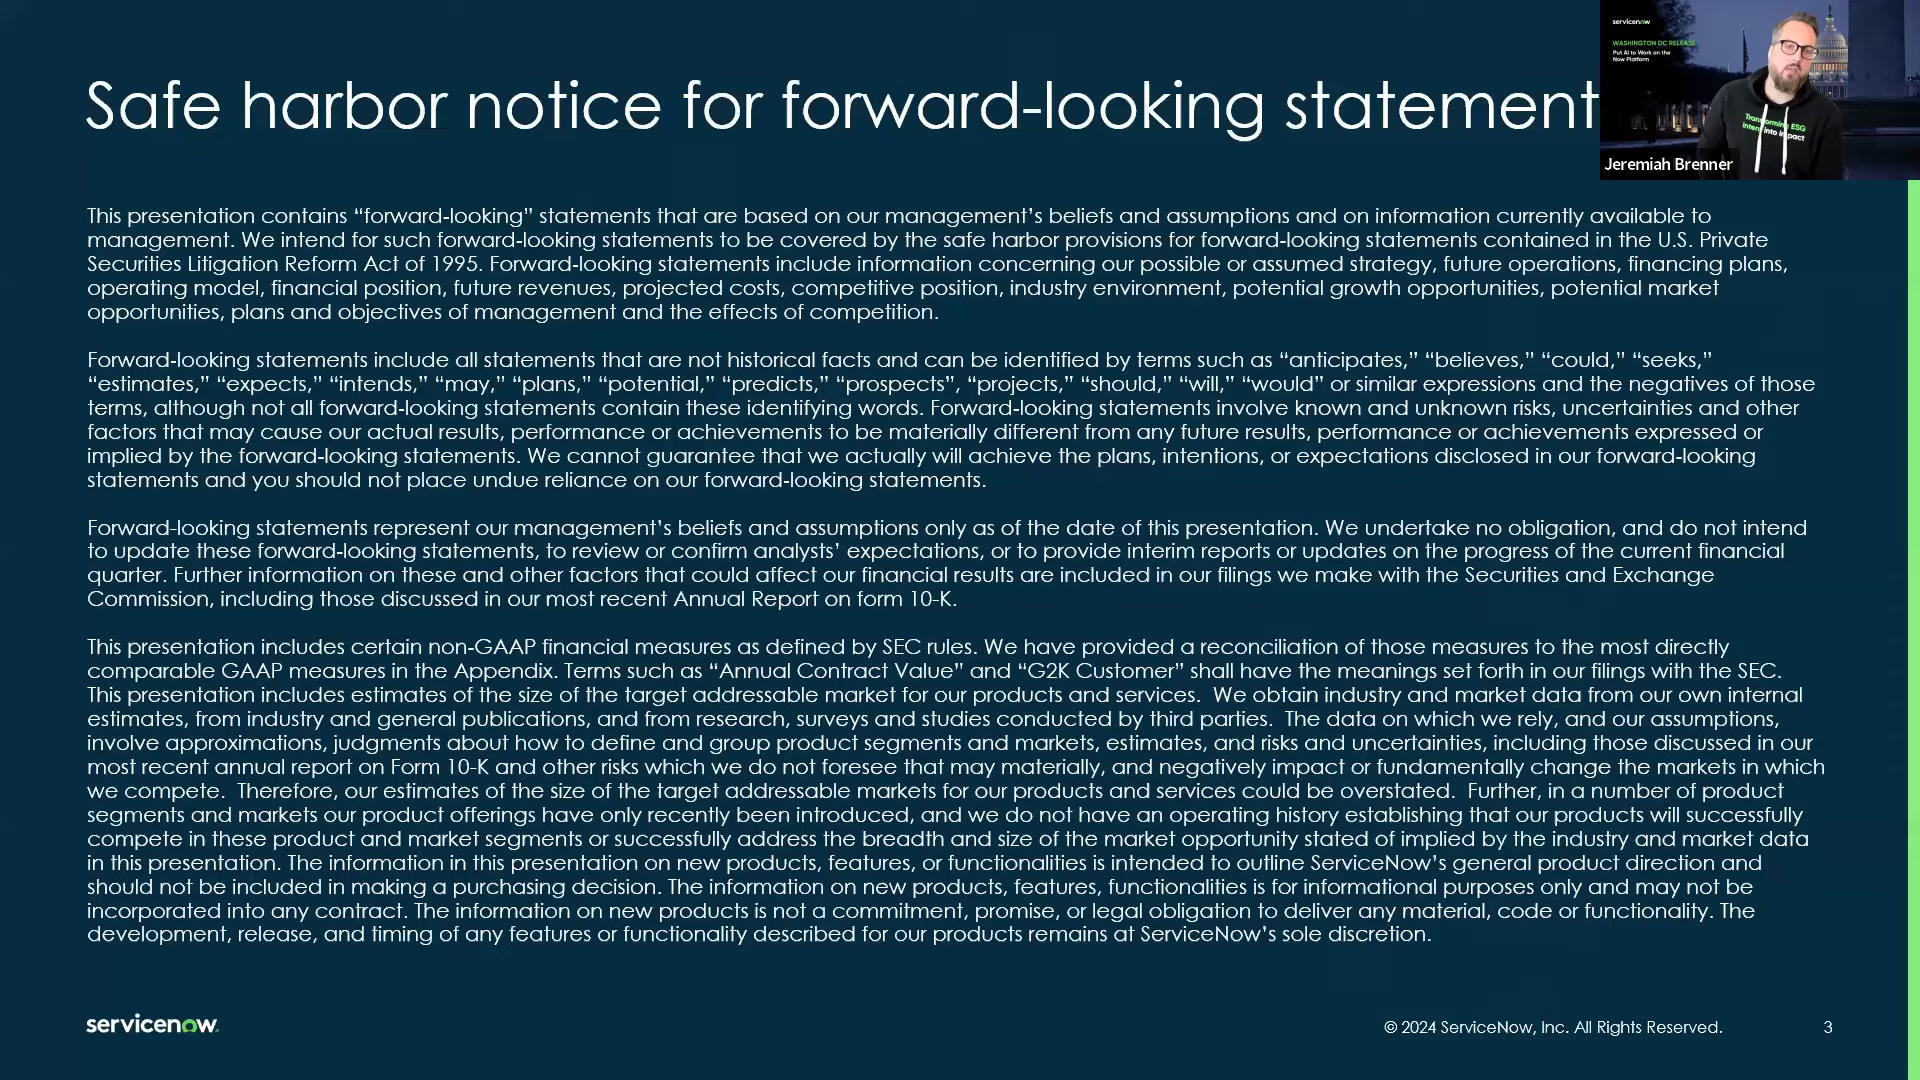 Safe harbor notice for forward-looking statement
servicenow
WASHINGTON DC RELEASE
Put AI to Work on the
Now Platform
Transforming ESG
intent into impact
Jeremiah Brenner
This presentation contains “forward-looking” statements that are based on our management’s beliefs and assumptions and on information currently available to
management. We intend for such forward-looking statements to be covered by the safe harbor provisions for forward-looking statements contained in the U.S. Private
Securities Litigation Reform Act of 1995. Forward-looking statements include information concerning our possible or assumed strategy, future operations, financing plans,
operating model, financial position, future revenues, projected costs, competitive position, industry environment, potential growth opportunities, potential market
opportunities, plans and objectives of management and the effects of competition.
Forward-looking statements include all statements that are not historical facts and can be identified by terms such as “anticipates,” “believes,” “could,” “seeks,”
“estimates,” “expects,” “intends,” “may,” “plans,” “potential,” “predicts,” “prospects”, “projects,” “should,” “will,” “would” or similar expressions and the negatives of those
terms, although not all forward-looking statements contain these identifying words. Forward-looking statements involve known and unknown risks, uncertainties and other
factors that may cause our actual results, performance or achievements to be materially different from any future results, performance or achievements expressed or
implied by the forward-looking statements. We cannot guarantee that we actually will achieve the plans, intentions, or expectations disclosed in our forward-looking
statements and you should not place undue reliance on our forward-looking statements.
Forward-looking statements represent our management’s beliefs and assumptions only as of the date of this presentation. We undertake no obligation, and do not intend
to update these forward-looking statements, to review or confirm analysts’ expectations, or to provide interim reports or updates on the progress of the current financial
quarter. Further information on these and other factors that could affect our financial results are included in our filings we make with the Securities and Exchange
Commission, including those discussed in our most recent Annual Report on form 10-K.
This presentation includes certain non-GAAP financial measures as defined by SEC rules. We have provided a reconciliation of those measures to the most directly
comparable GAAP measures in the Appendix. Terms such as “Annual Contract Value” and “G2K Customer” shall have the meanings set forth in our filings with the SEC.
This presentation includes estimates of the size of the target addressable market for our products and services.  We obtain industry and market data from our own internal
estimates, from industry and general publications, and from research, surveys and studies conducted by third parties.  The data on which we rely, and our assumptions,
involve approximations, judgments about how to define and group product segments and markets, estimates, and risks and uncertainties, including those discussed in our
most recent annual report on Form 10-K and other risks which we do not foresee that may materially, and negatively impact or fundamentally change the markets in which
we compete.  Therefore, our estimates of the size of the target addressable markets for our products and services could be overstated.  Further, in a number of product
segments and markets our product offerings have only recently been introduced, and we do not have an operating history establishing that our products will successfully
compete in these product and market segments or successfully address the breadth and size of the market opportunity stated of implied by the industry and market data
in this presentation. The information in this presentation on new products, features, or functionalities is intended to outline ServiceNow’s general product direction and
should not be included in making a purchasing decision. The information on new products, features, functionalities is for informational purposes only and may not be
incorporated into any contract. The information on new products is not a commitment, promise, or legal obligation to deliver any material, code or functionality. The
development, release, and timing of any features or functionality described for our products remains at ServiceNow’s sole discretion.
servicenow
© 2024 ServiceNow, Inc. All Rights Reserved.
3